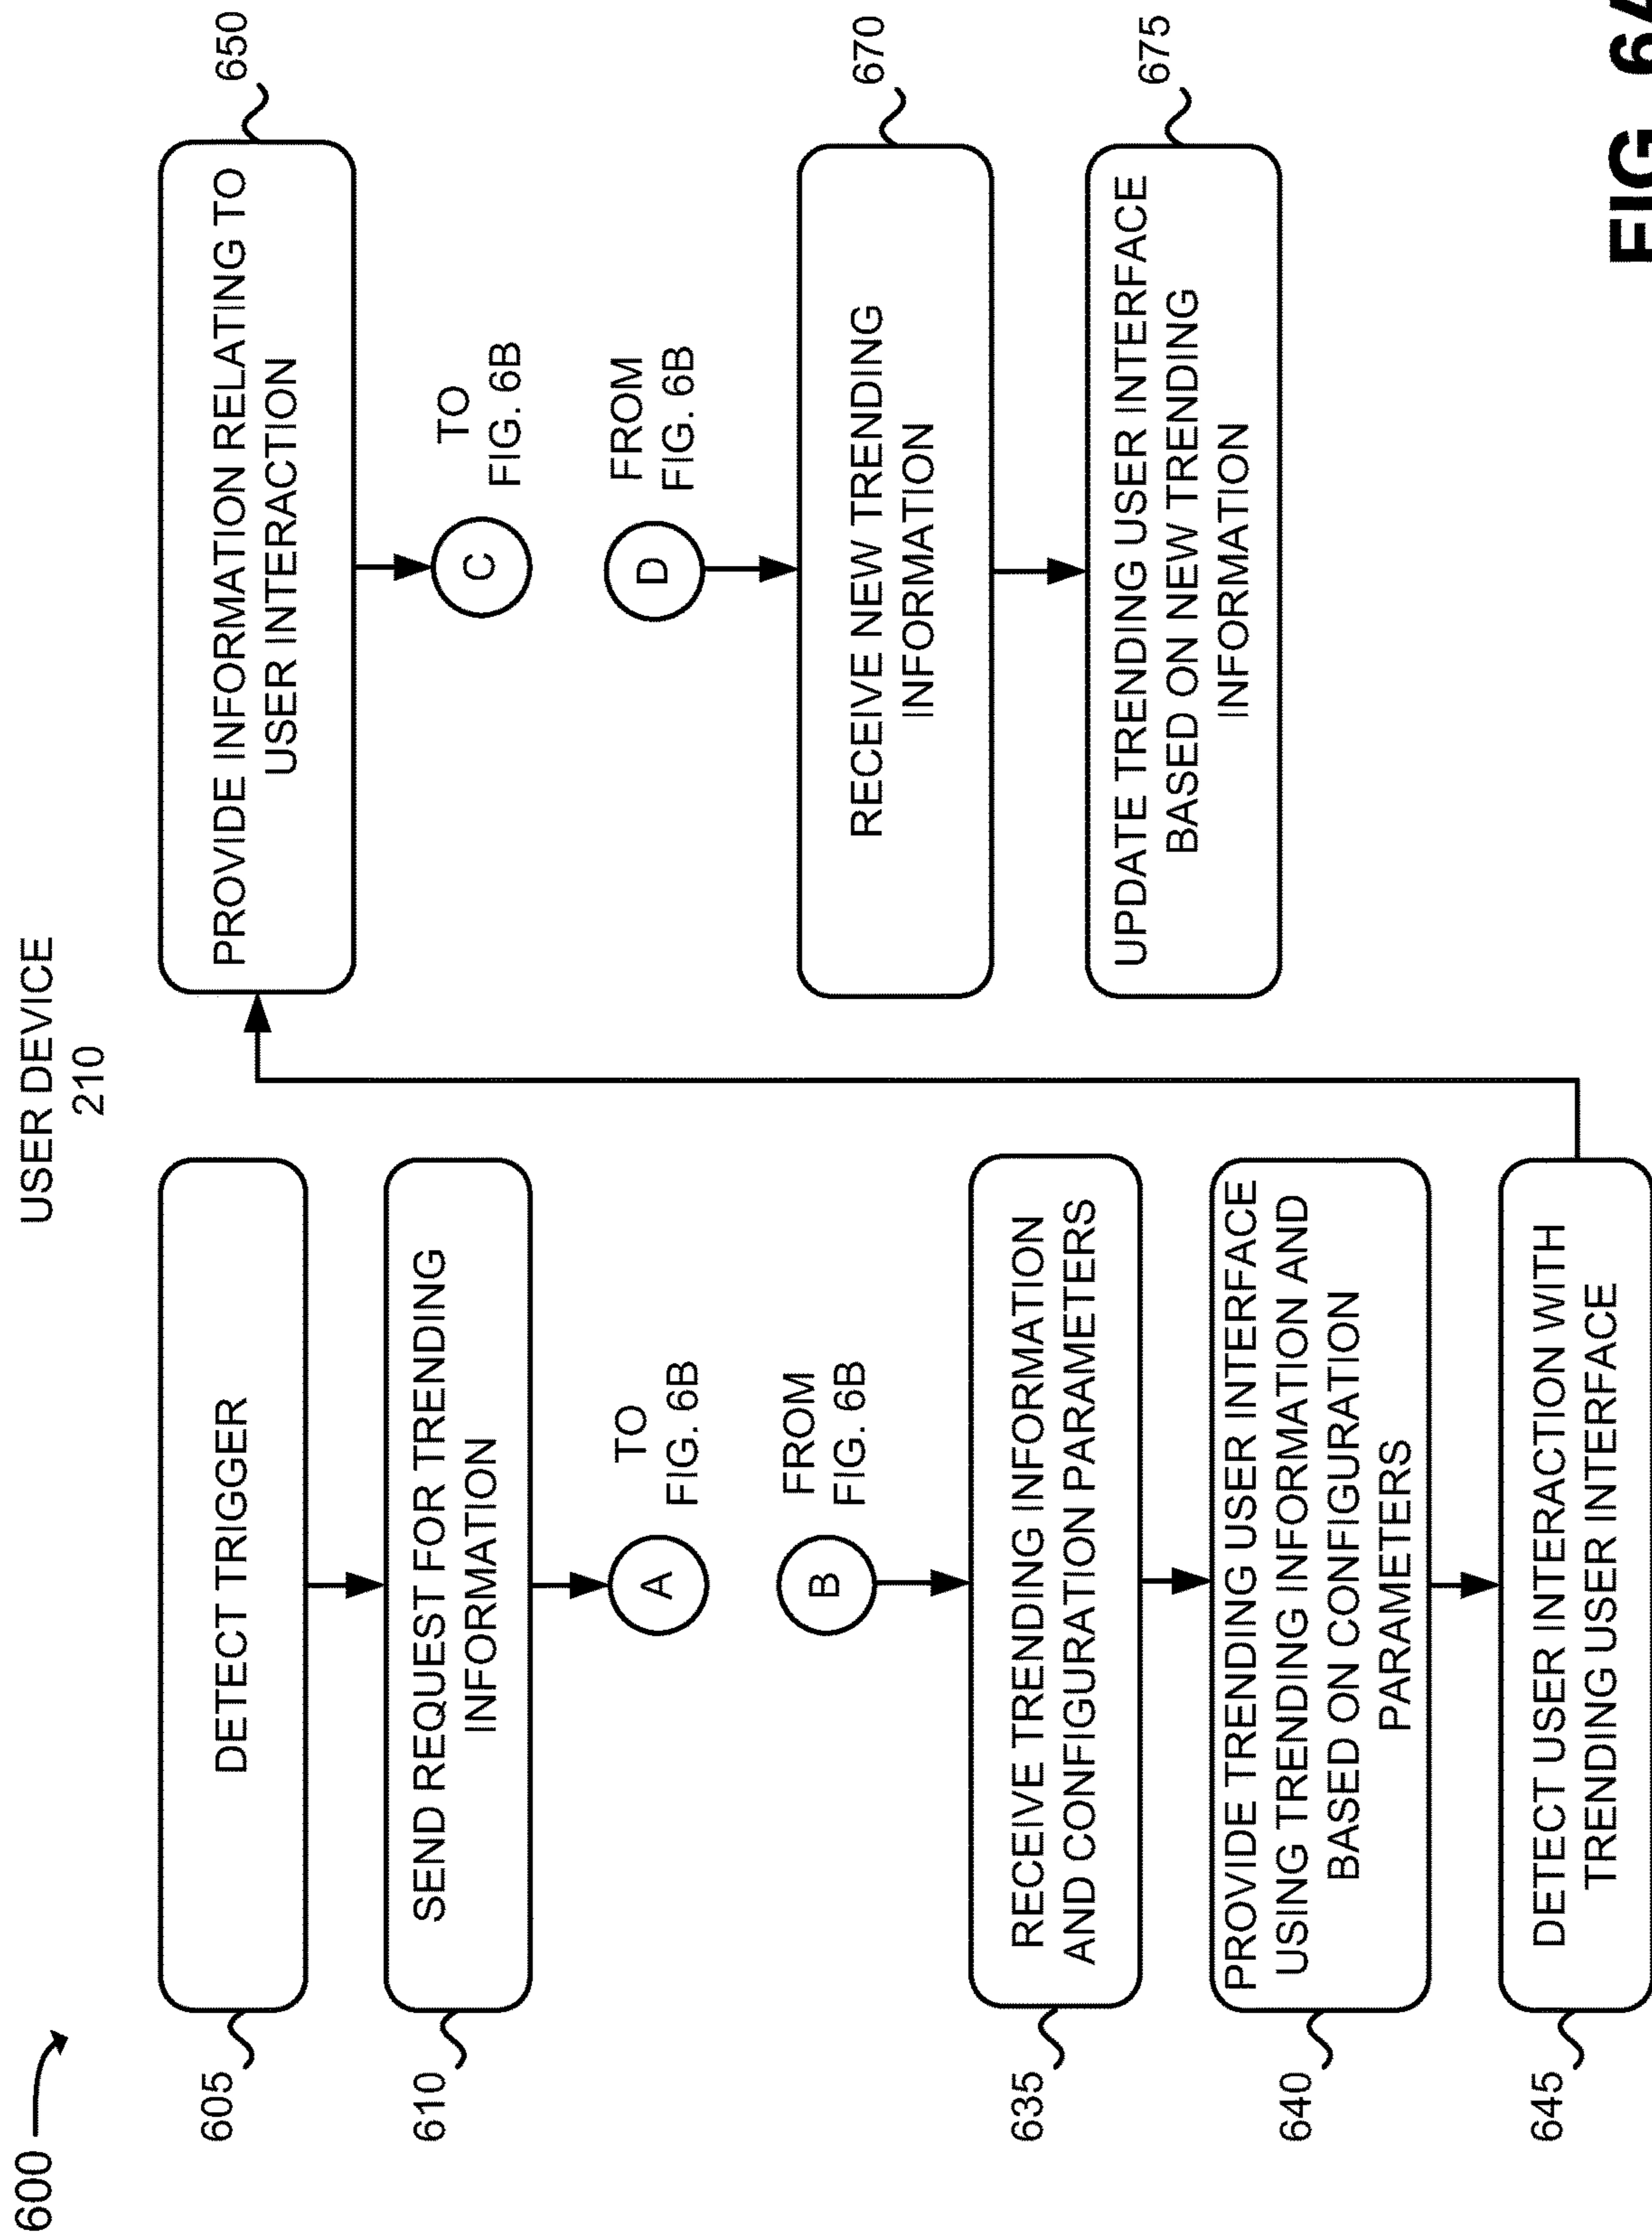 600
USER DEVICE
210
605
DETECT TRIGGER
610
SEND REQUEST FOR TRENDING
INFORMATION
A
TO
FIG. 6B
B
FROM
FIG. 6B
635
RECEIVE TRENDING INFORMATION
AND CONFIGURATION PARAMETERS
640
PROVIDE TRENDING USER INTERFACE
USING TRENDING INFORMATION AND
BASED ON CONFIGURATION
PARAMETERS
645
DETECT USER INTERACTION WITH
TRENDING USER INTERFACE
650
PROVIDE INFORMATION RELATING TO
USER INTERACTION
C
TO
FIG. 6B
D
FROM
FIG. 6B
670
RECEIVE NEW TRENDING
INFORMATION
675
UPDATE TRENDING USER INTERFACE
BASED ON NEW TRENDING
INFORMATION
FIG. 6A